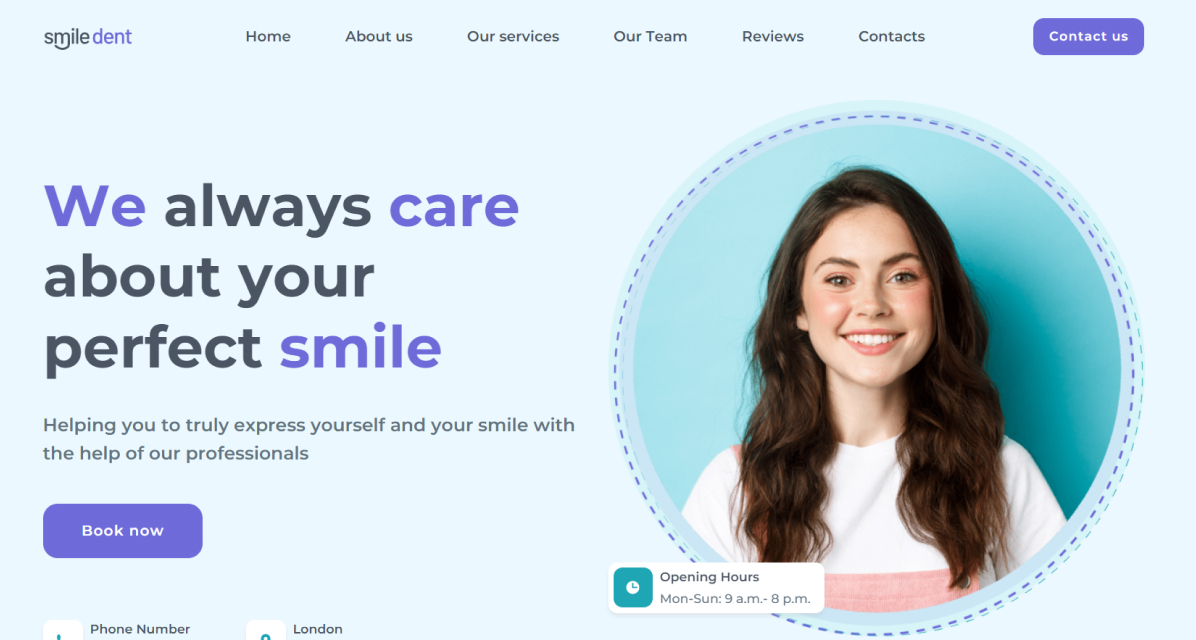 smile dent
Home
About us
Our services
Our Team
Reviews
Contacts
Contact us
We always care
about your
perfect smile
Helping you to truly express yourself and your smile with
the help of our professionals
Book now
Opening Hours
Mon-Sun: 9 a.m.- 8 p.m.
Phone Number
London